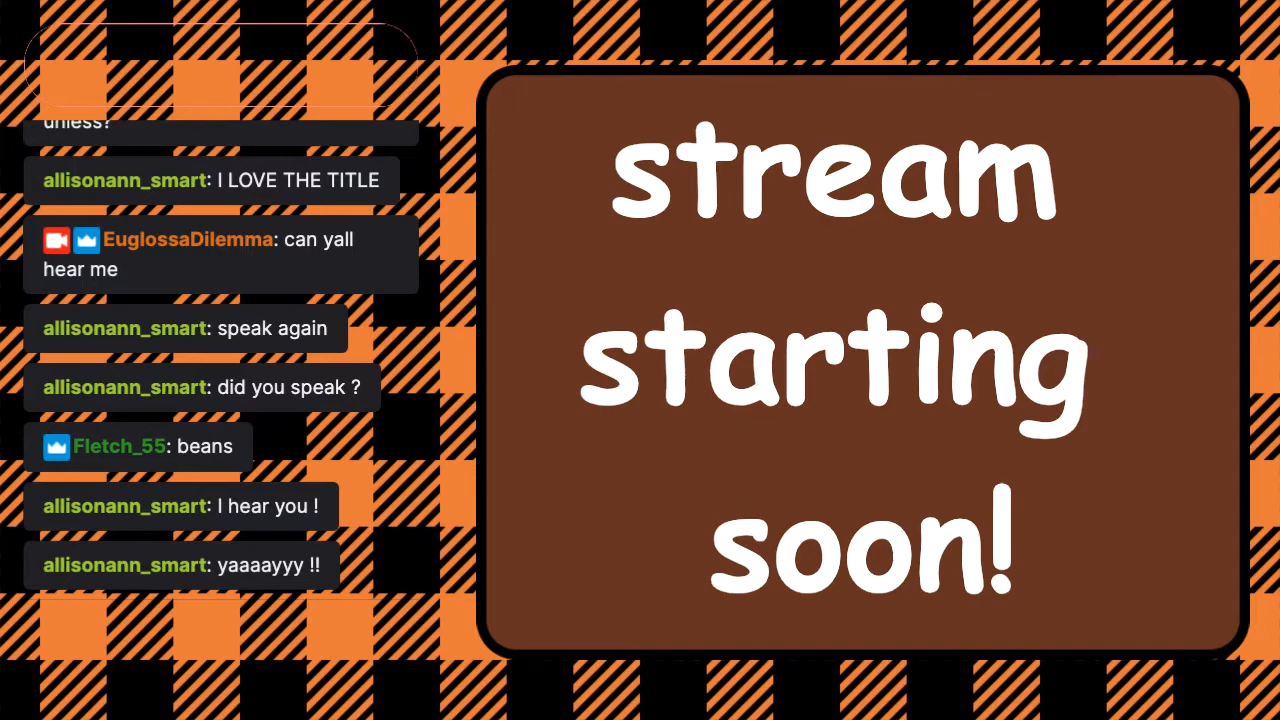 unless?
allisonann_smart: I LOVE THE TITLE
EuglossaDilemma: can yall
hear me
allisonann_smart: speak again
allisonann_smart: did you speak ?
Fletch_55: beans
allisonann_smart: I hear you !
allisonann_smart: yaaaayyy !!
stream
starting
soon!